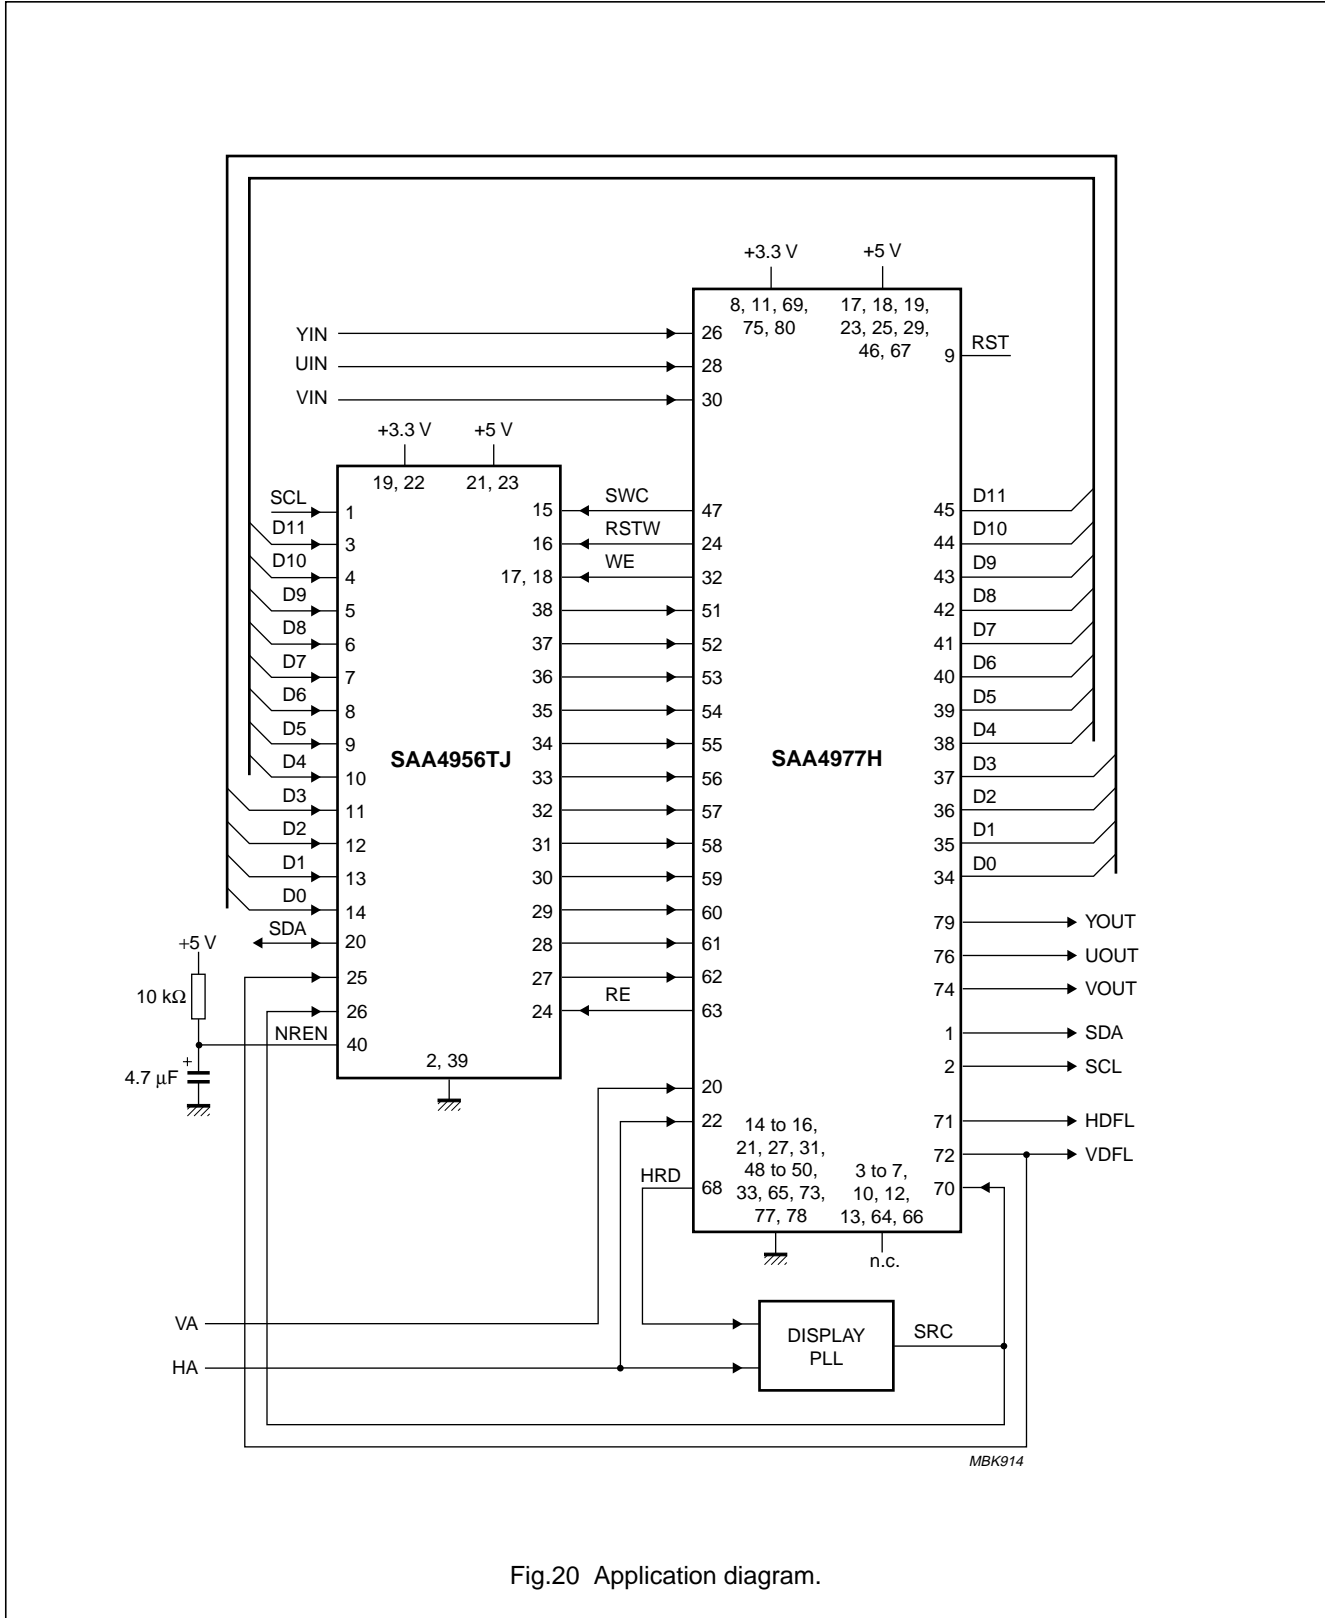 +3.3 V
+5 V
8, 11, 69,
75, 80
17, 18, 19,
23, 25, 29,
46, 67
YIN
26
UIN
28
VIN
30
9
RST
+3.3 V
+5 V
19, 22
21, 23
SCL
1
15
SWC
47
45
D11
D11
3
16
RSTW
24
44
D10
D10
4
17, 18
WE
32
43
D9
D9
5
38
51
42
D8
D8
6
37
52
41
D7
D7
7
36
53
40
D6
D6
8
35
54
39
D5
D5
9
34
55
38
D4
SAA4956TJ
SAA4977H
D4
10
33
56
37
D3
D3
11
32
57
36
D2
D2
12
31
58
35
D1
D1
13
30
59
34
D0
D0
14
29
60
79
YOUT
+5 V
SDA
20
28
61
76
UOUT
10 kΩ
25
27
62
74
VOUT
26
24
RE
63
1
SDA
NREN
40
2, 39
2
SCL
+
4.7 μF
20
22
14 to 16,
21, 27, 31,
48 to 50,
33, 65, 73,
77, 78
3 to 7,
10, 12,
13, 64, 66
71
HDFL
72
VDFL
HRD
68
70
n.c.
VA
HA
DISPLAY
PLL
SRC
MBK914
Fig.20 Application diagram.